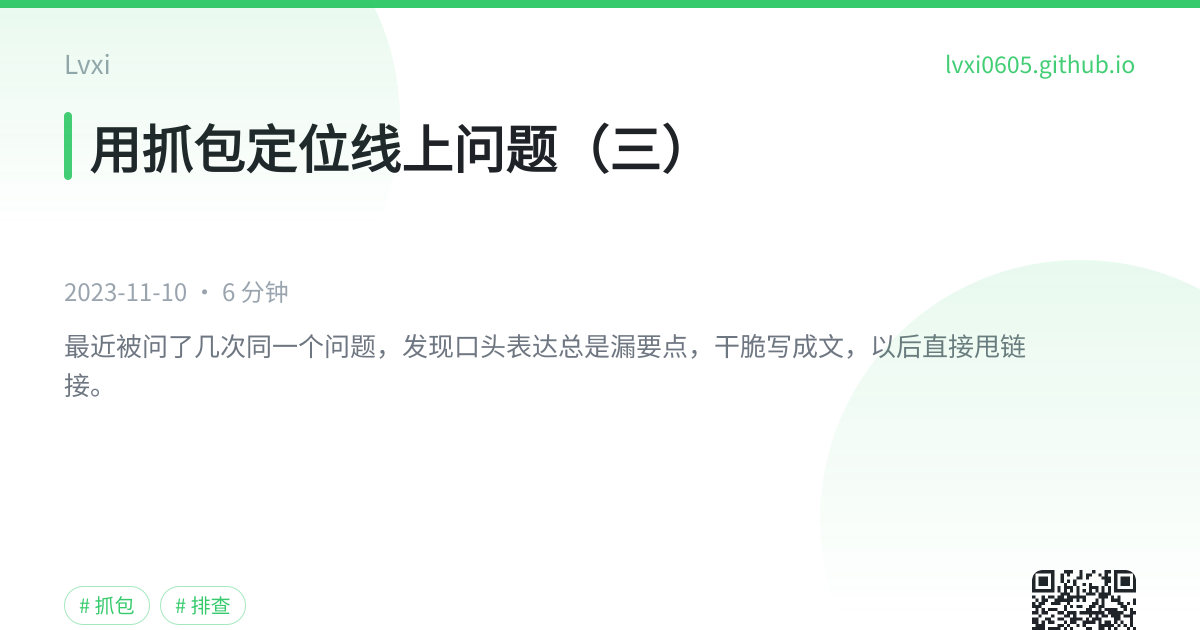 Lvxi
lvxi0605.github.io
用抓包定位线上问题（三）
2023-11-10 · 6 分钟
最近被问了几次同一个问题，发现口头表达总是漏要点，干脆写成文，以后直接甩链
接。
# 抓包
# 排查